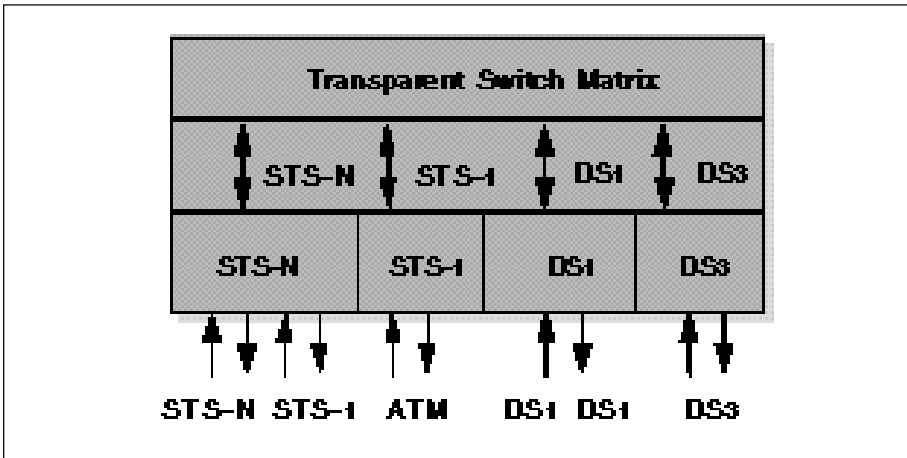 Transparent Switch Matrix
STS-N STS-1 DS1 DS3
STS-N STS-1 DS1 DS3
STS-N STS-1 ATM DS1 DS1 DS3